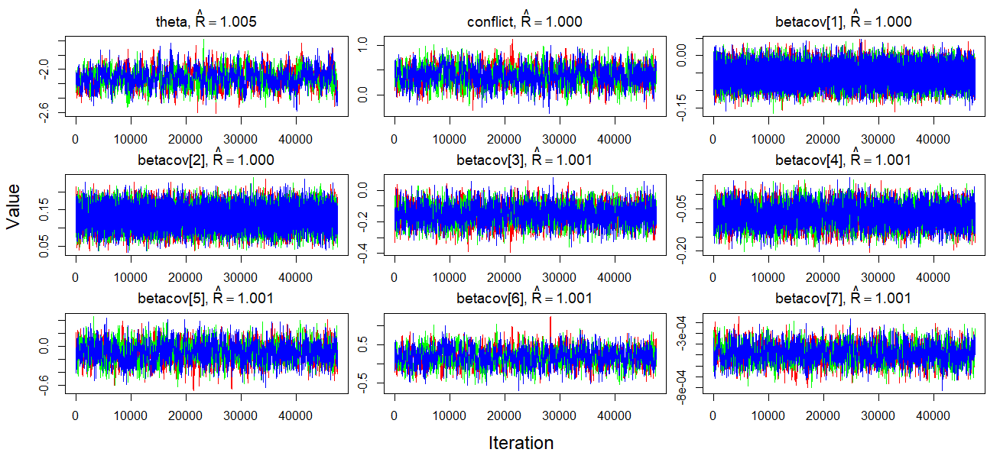 theta, R̂ = 1.005
conflict, R̂ = 1.000
betacov[1], R̂ = 1.000
-2.6 -2.0
0.0 1.0
-0.15 0.00
0 10000 20000 30000 40000
0 10000 20000 30000 40000
0 10000 20000 30000 40000
betacov[2], R̂ = 1.000
betacov[3], R̂ = 1.001
betacov[4], R̂ = 1.001
Value
0.05 0.15
-0.4 -0.2 0.0
-0.20 -0.05
0 10000 20000 30000 40000
0 10000 20000 30000 40000
0 10000 20000 30000 40000
betacov[5], R̂ = 1.001
betacov[6], R̂ = 1.001
betacov[7], R̂ = 1.001
-0.6 0.0
-0.5 0.5
-8e-04 -3e-04
0 10000 20000 30000 40000
0 10000 20000 30000 40000
0 10000 20000 30000 40000
Iteration